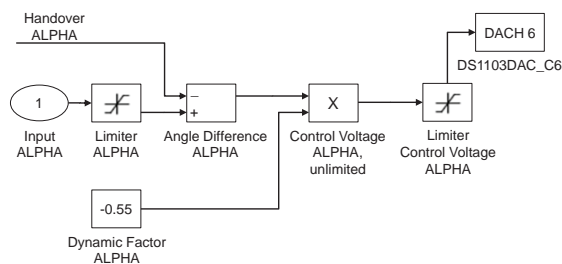 Handover
ALPHA
DACH 6
DS1103DAC_C6
−
+
1
X
Input
ALPHA
Limiter
ALPHA
Angle Difference
ALPHA
Control Voltage
ALPHA,
unlimited
Limiter
Control Voltage
ALPHA
-0.55
Dynamic Factor
ALPHA